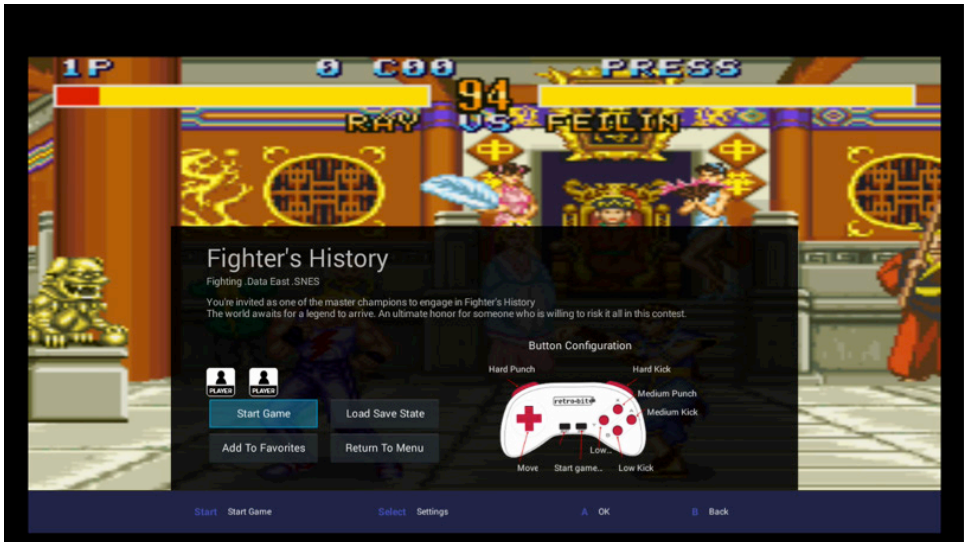 1P 0 C00 PRESS
94
RAY VS FEILIN
Fighter's History
Fighting .Data East .SNES
You're invited as one of the master champions to engage in Fighter's History
The world awaits for a legend to arrive. An ultimate honor for someone who is willing to risk it all in this contest.
Button Configuration
Hard Punch Hard Kick
PLAYER PLAYER
Medium Punch
retro-bit
Start Game Load Save State
Medium Kick
Add To Favorites Return To Menu
Low...
Move Start game... Low Kick
Start Start Game Select Settings A OK B Back